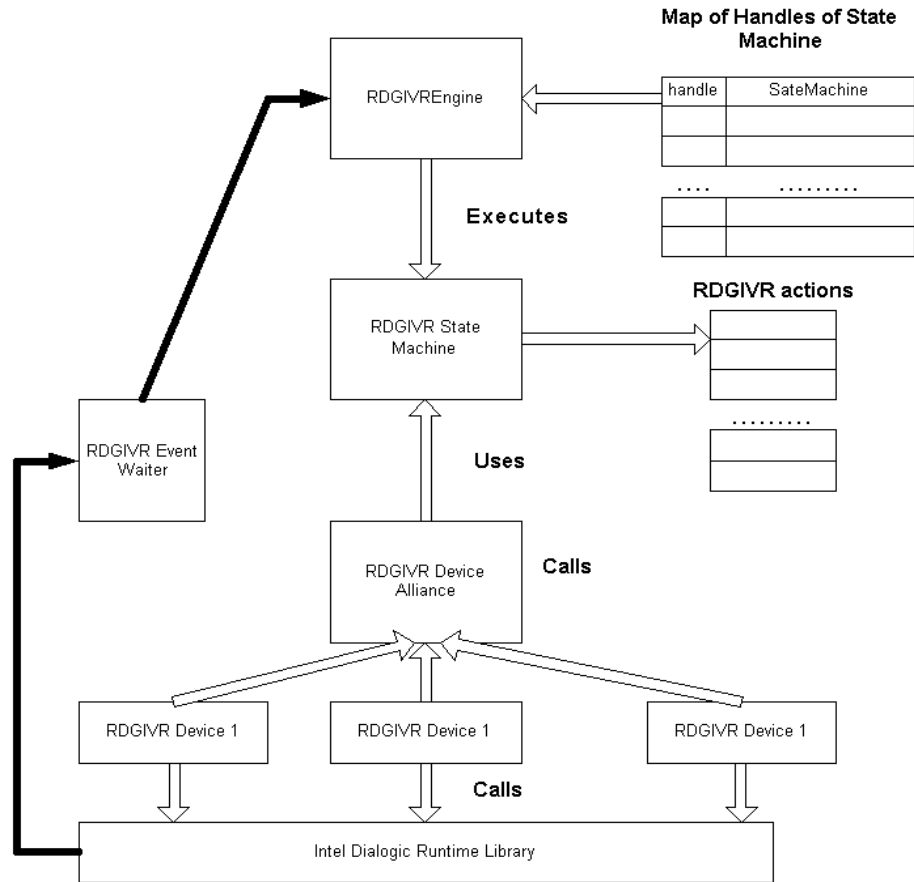 Map of Handles of State
Machine
RDGIVREngine
handle
SateMachine
.... .........
Executes
RDGIVR actions
RDGIVR State
Machine
.........
RDGIVR Event
Waiter
Uses
RDGIVR Device
Alliance
Calls
RDGIVR Device 1
RDGIVR Device 1
RDGIVR Device 1
Calls
Intel Dialogic Runtime Library